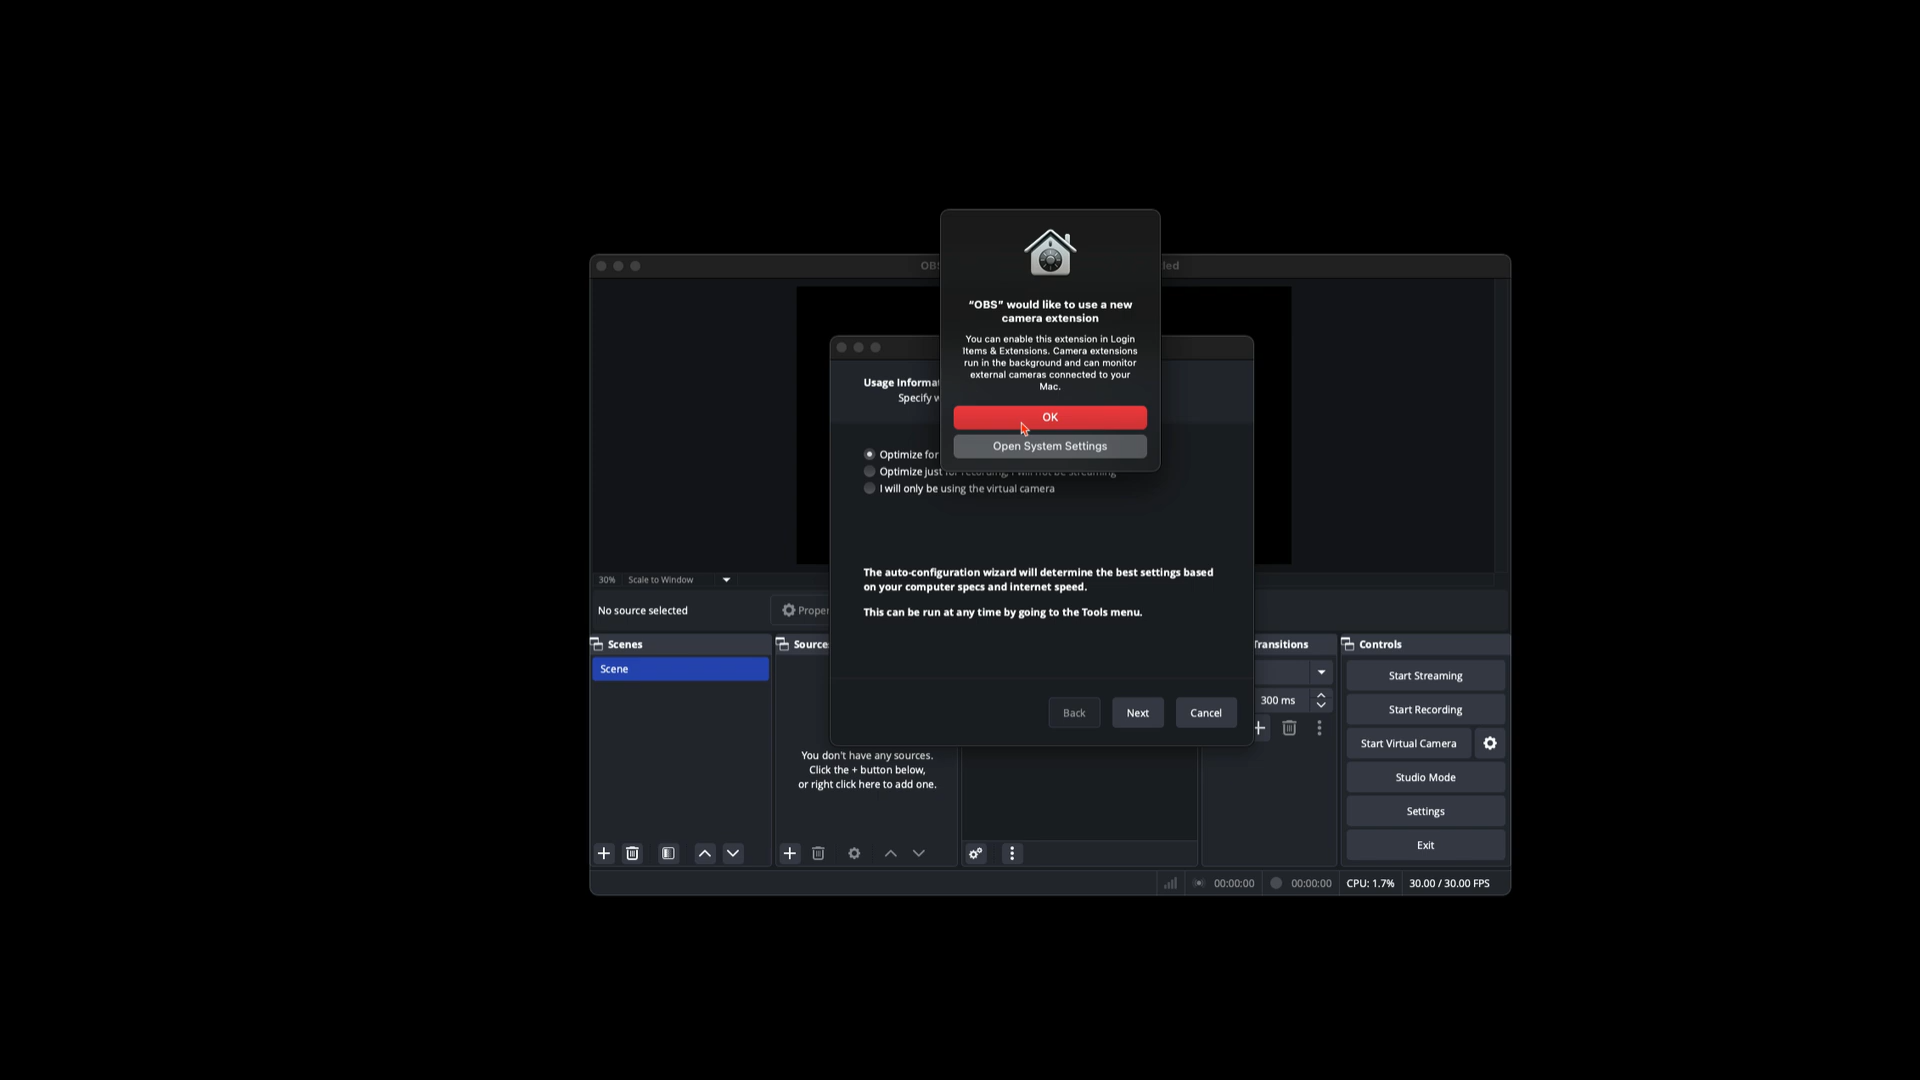 OBS
led
“OBS” would like to use a new
camera extension
You can enable this extension in Login
Items & Extensions. Camera extensions
run in the background and can monitor
external cameras connected to your
Mac.
OK
Open System Settings
Usage Informa
Specify
Optimize for
Optimize just for recording, I will not be streaming
I will only be using the virtual camera
The auto-configuration wizard will determine the best settings based
on your computer specs and internet speed.
This can be run at any time by going to the Tools menu.
Back
Next
Cancel
30%
Scale to Window
No source selected
Proper
Scenes
Scene
Source
You don't have any sources.
Click the + button below,
or right click here to add one.
Transitions
300 ms
Controls
Start Streaming
Start Recording
Start Virtual Camera
Studio Mode
Settings
Exit
00:00:00
00:00:00
CPU: 1.7%
30.00 / 30.00 FPS